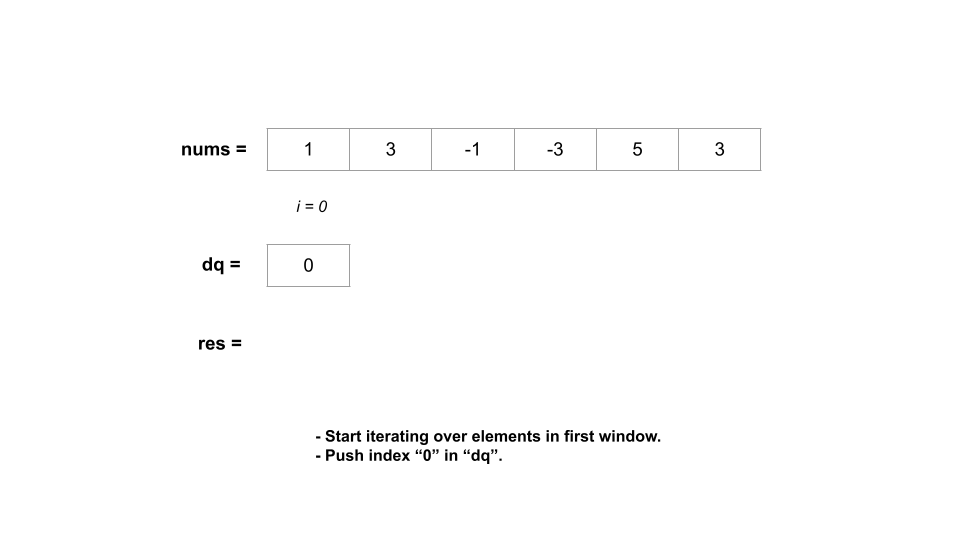 nums = 1 3 -1 -3 5 3
i = 0
dq = 0
res =
- Start iterating over elements in first window.
- Push index “0” in “dq”.